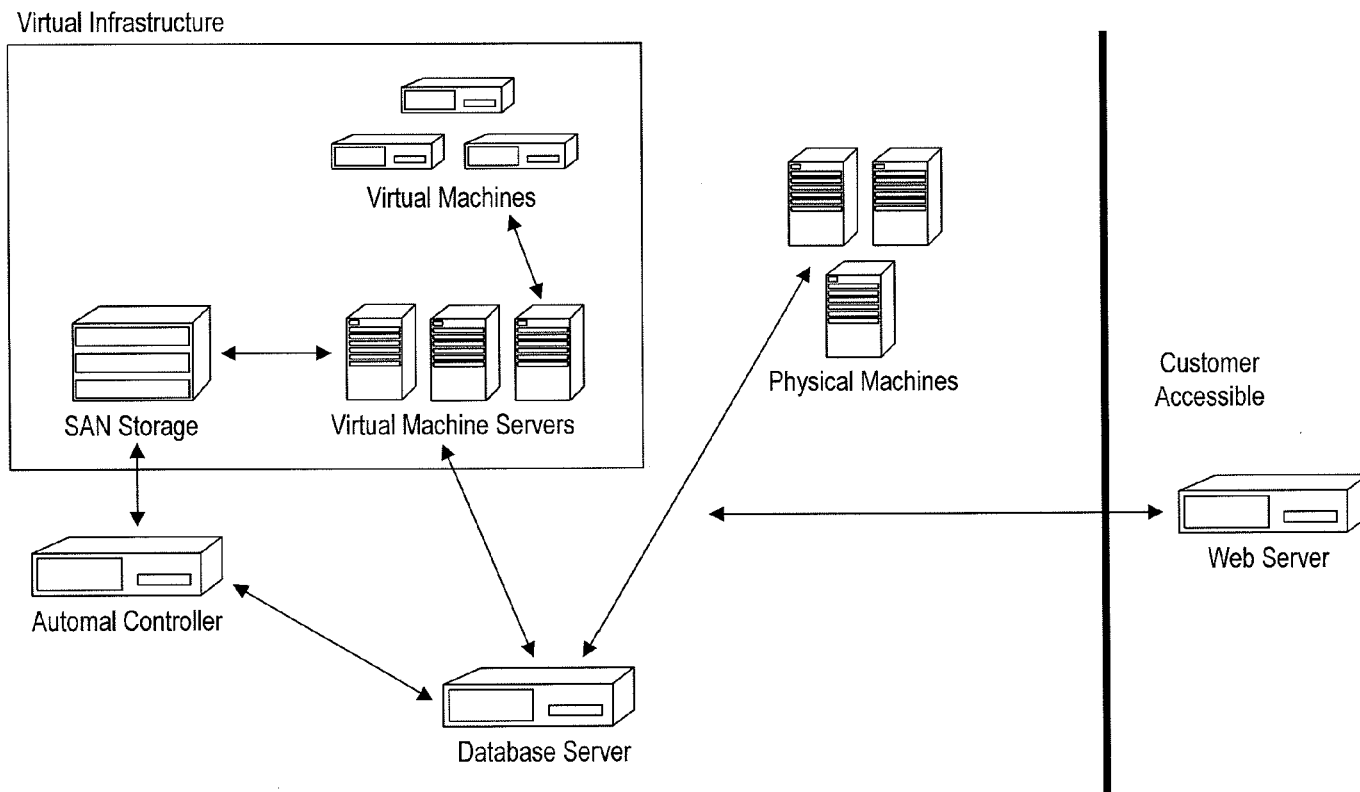 Virtual Infrastructure
Virtual Machines
SAN Storage
Virtual Machine Servers
Physical Machines
Customer
Accessible
Automal Controller
Web Server
Database Server